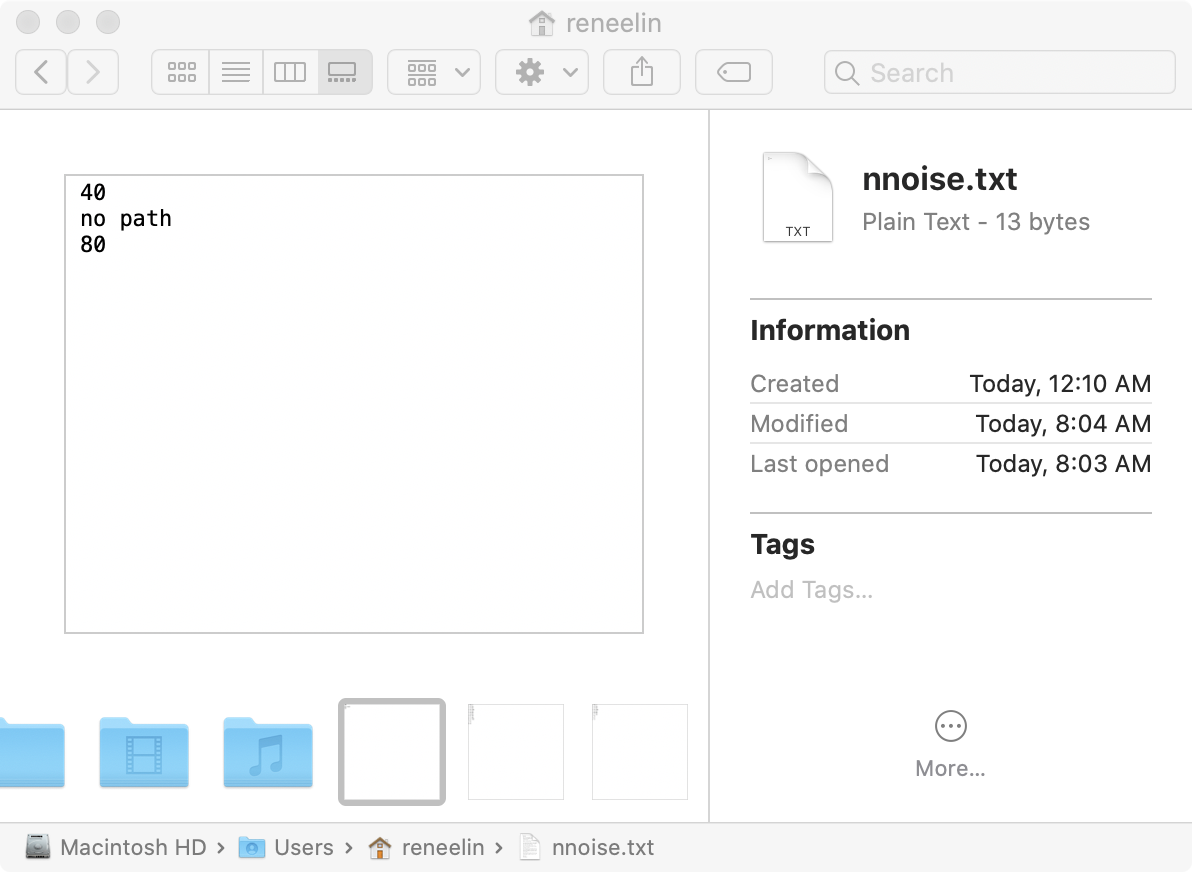 reneelin
Search
40
no path
80
TXT
nnoise.txt
Plain Text - 13 bytes
Information
Created Today, 12:10 AM
Modified Today, 8:04 AM
Last opened Today, 8:03 AM
Tags
Add Tags...
More...
Macintosh HD › Users › reneelin › nnoise.txt